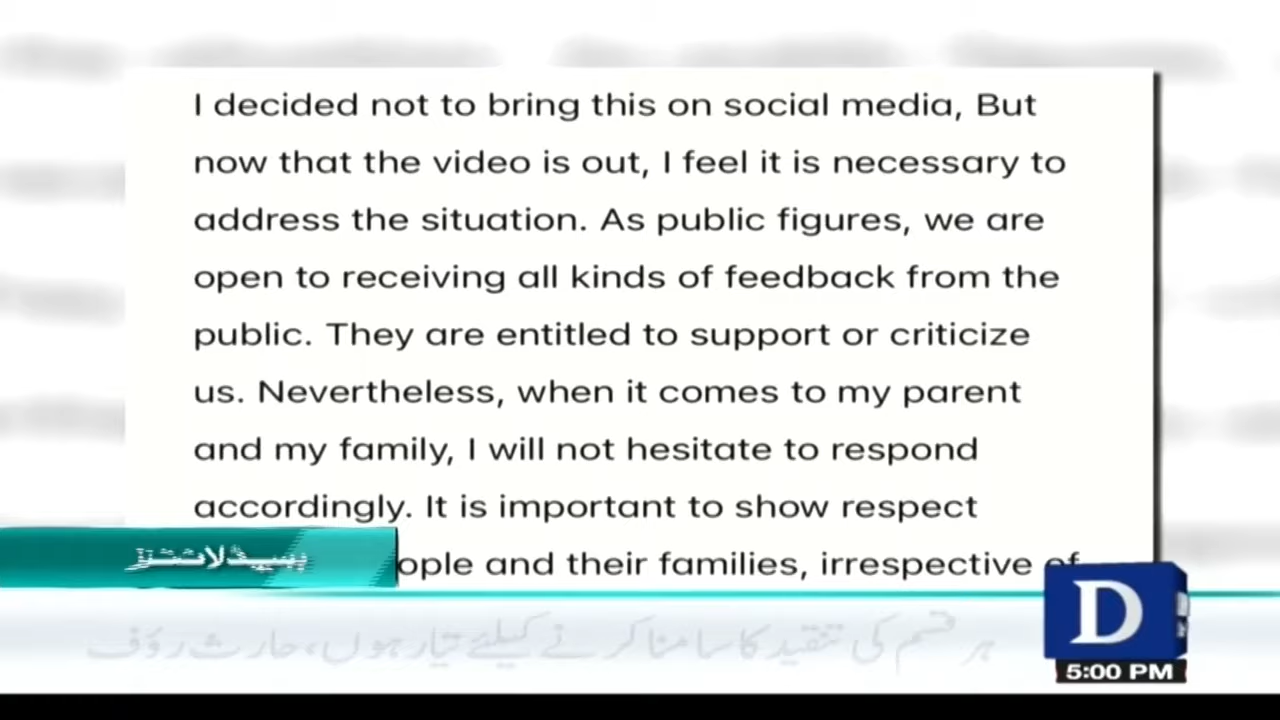 I decided not to bring this on social media, But
now that the video is out, I feel it is necessary to
address the situation. As public figures, we are
open to receiving all kinds of feedback from the
public. They are entitled to support or criticize
us. Nevertheless, when it comes to my parent
and my family, I will not hesitate to respond
accordingly. It is important to show respect
ople and their families, irrespective of
ہیڈلائنز
ہر قسم کی تنقید کا سامنا کرنے کیلئے تیار ہوں، حارث رؤف
D
5:00 PM